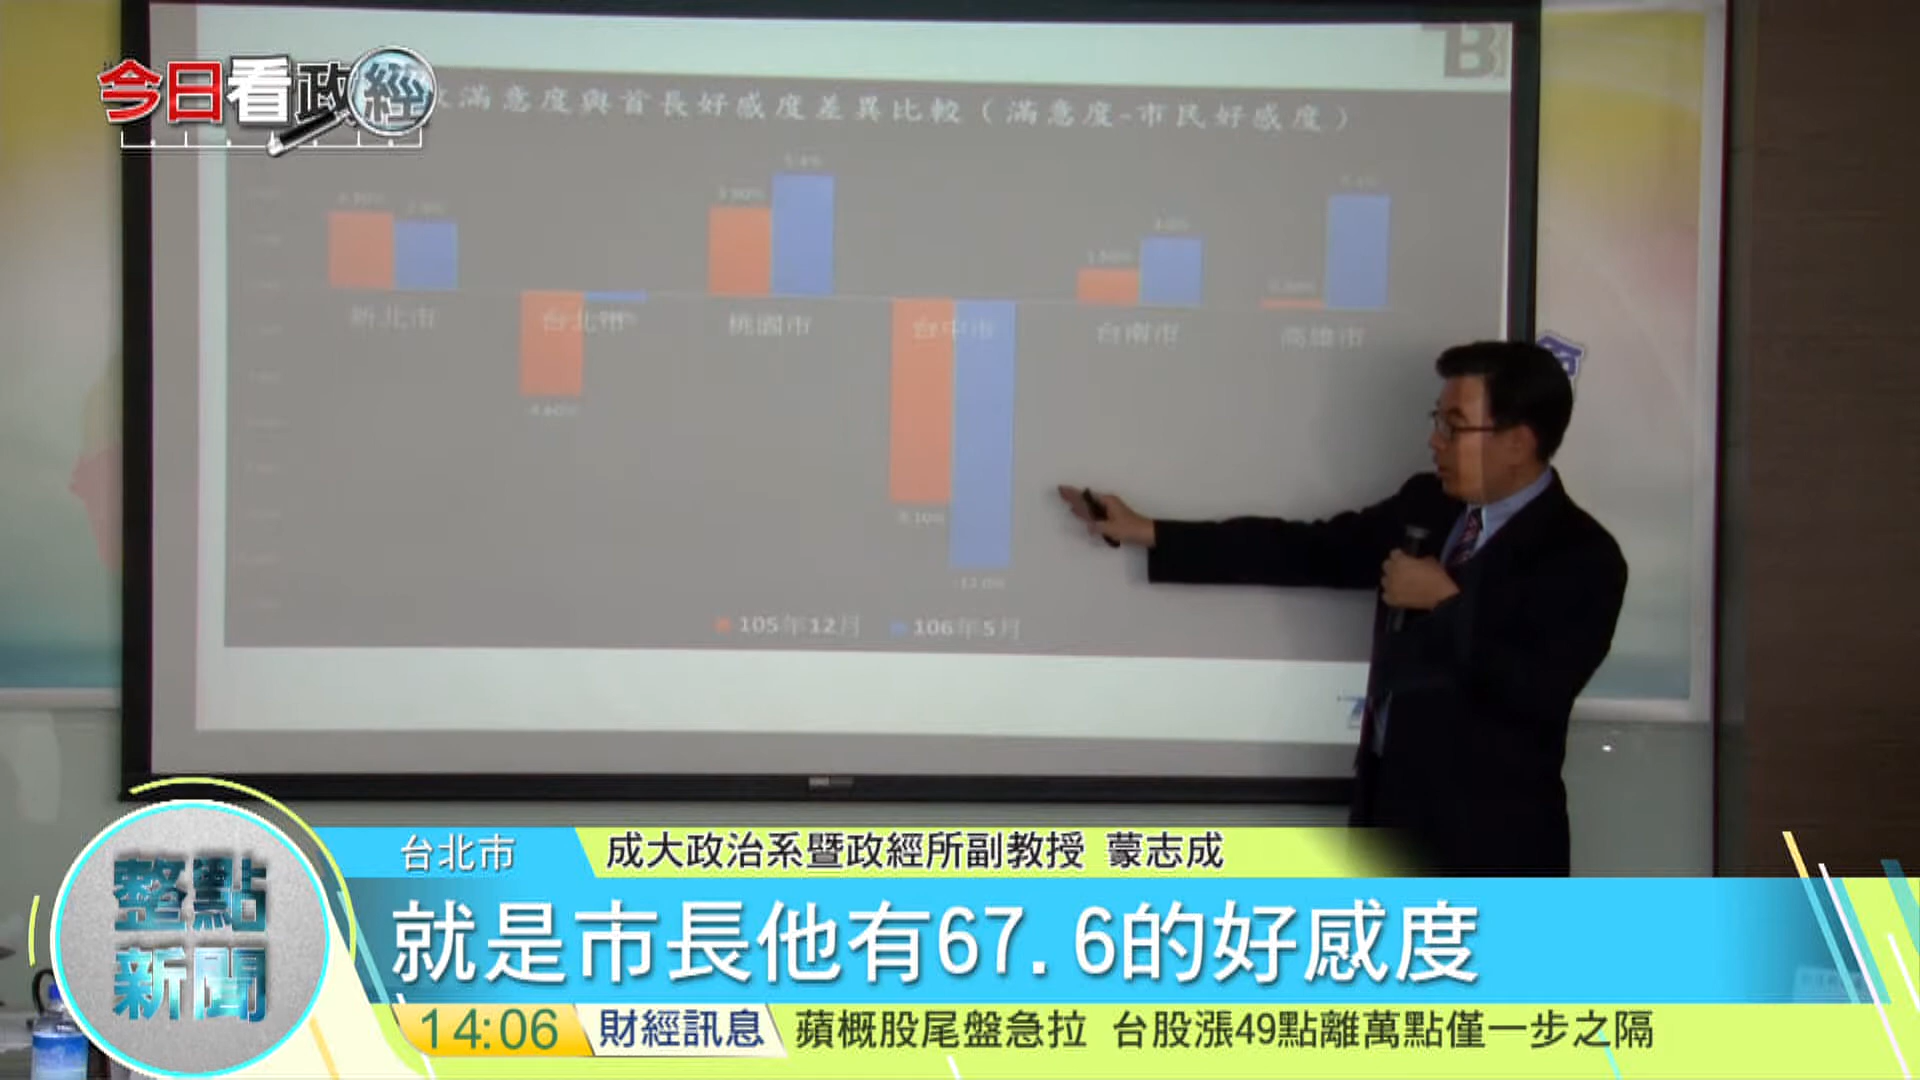 今日看政經
滿意度與首長好感度差異比較（滿意度-市民好感度）
新北市
台北市
桃園市
台中市
台南市
高雄市
105年12月
106年5月
台北市
成大政治系暨政經所副教授 蒙志成
就是市長他有67.6的好感度
整點
新聞
14:06
財經訊息
蘋概股尾盤急拉 台股漲49點離萬點僅一步之隔